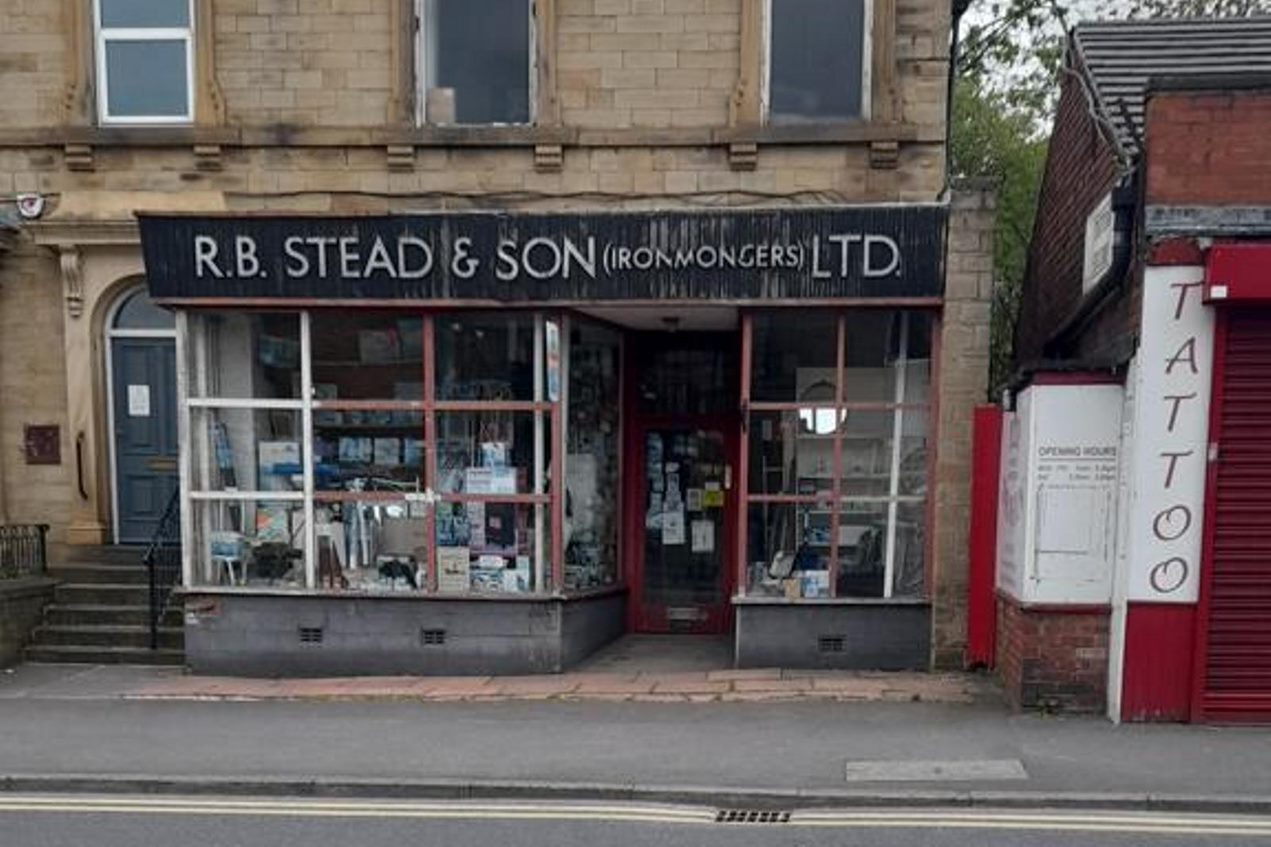 R.B. STEAD & SON (IRONMONGERS) LTD.
TATTOO
OPENING HOURS